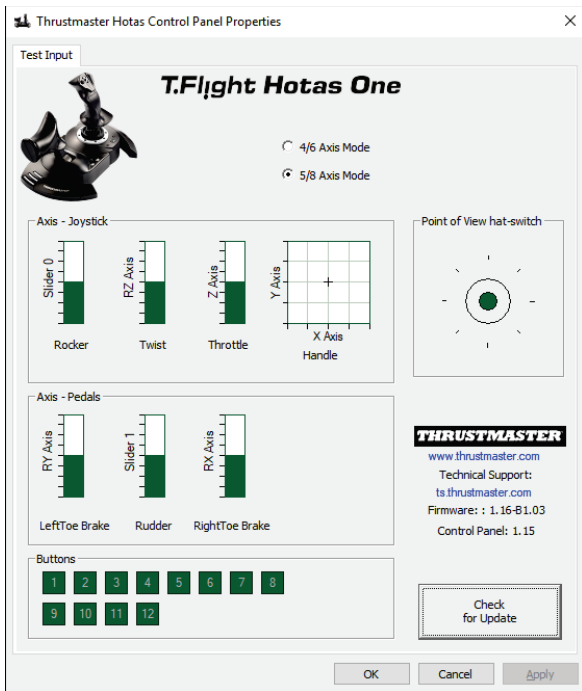 Thrustmaster Hotas Control Panel Properties
Test Input
T.Flight Hotas One
4/6 Axis Mode
5/8 Axis Mode
Axis - Joystick
Slider 0
RZ Axis
Z Axis
Y Axis
X Axis
Rocker
Twist
Throttle
Handle
Point of View hat-switch
Axis - Pedals
RY Axis
Slider 1
RX Axis
LeftToe Brake
Rudder
RightToe Brake
THRUSTMASTER
www.thrustmaster.com
Technical Support:
ts.thrustmaster.com
Firmware: : 1.16-B1.03
Control Panel: 1.15
Buttons
1 2 3 4 5 6 7 8
9 10 11 12
Check
for Update
OK Cancel Apply